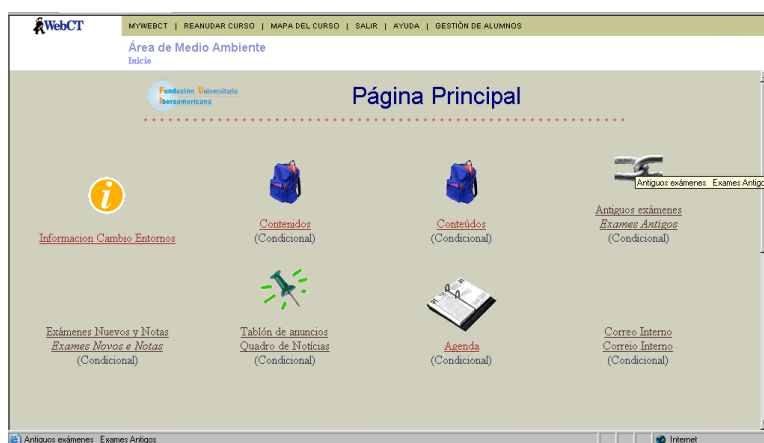 WebCT
MYWEBCT | REANUDAR CURSO | MAPA DEL CURSO | SALIR | AYUDA | GESTIÓN DE ALUMNOS
Área de Medio Ambiente
Inicio
Fundación Universitaria
Iberoamericana
Página Principal
Antiguos exámenes Exames Antigo
Informacion Cambio Entornos
Contenidos
(Condicional)
Conteúdos
(Condicional)
Antiguos exámenes
Exames Antigos
(Condicional)
Exámenes Nuevos y Notas
Exames Novos e Notas
(Condicional)
Tablón de anuncios
Quadro de Notícias
(Condicional)
Agenda
(Condicional)
Correo Interno
Correio Interno
(Condicional)
Antiguos exámenes Exames Antigos
Internet